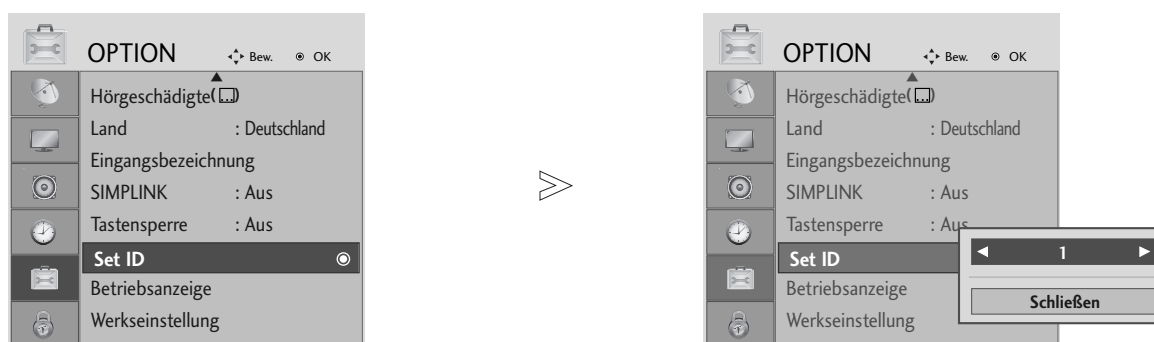 OPTION Bew. OK
Hörgeschädigte( )
Land : Deutschland
Eingangsbezeichnung
SIMPLINK : Aus
Tastensperre : Aus
Set ID
Betriebsanzeige
Werkseinstellung
OPTION Bew. OK
Hörgeschädigte( )
Land : Deutschland
Eingangsbezeichnung
SIMPLINK : Aus
Tastensperre : Aus
Set ID
Betriebsanzeige
Werkseinstellung
1
Schließen